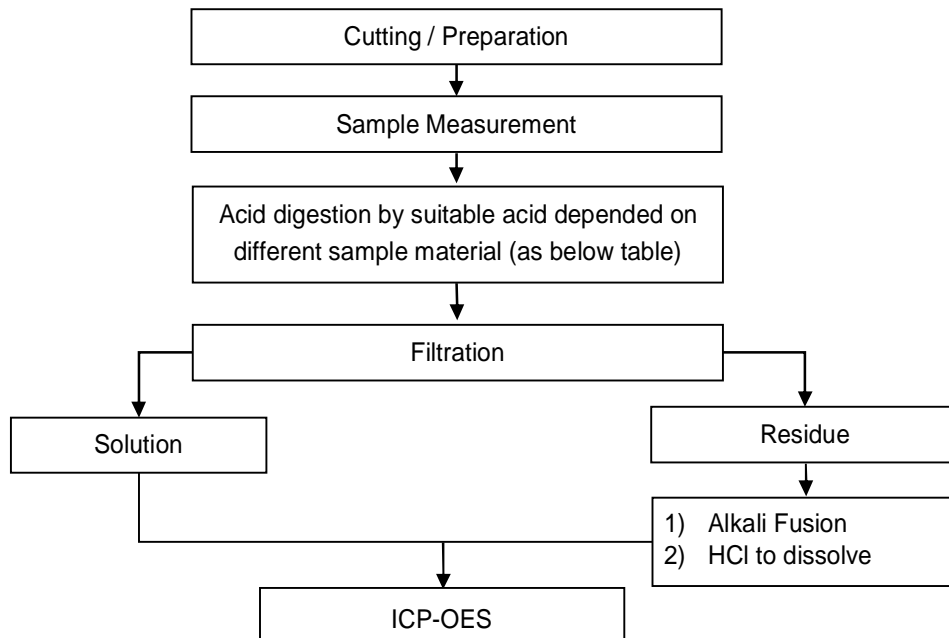 Cutting / Preparation
Sample Measurement
Acid digestion by suitable acid depended on
different sample material (as below table)
Filtration
Solution
Residue
1) Alkali Fusion
2) HCl to dissolve
ICP-OES